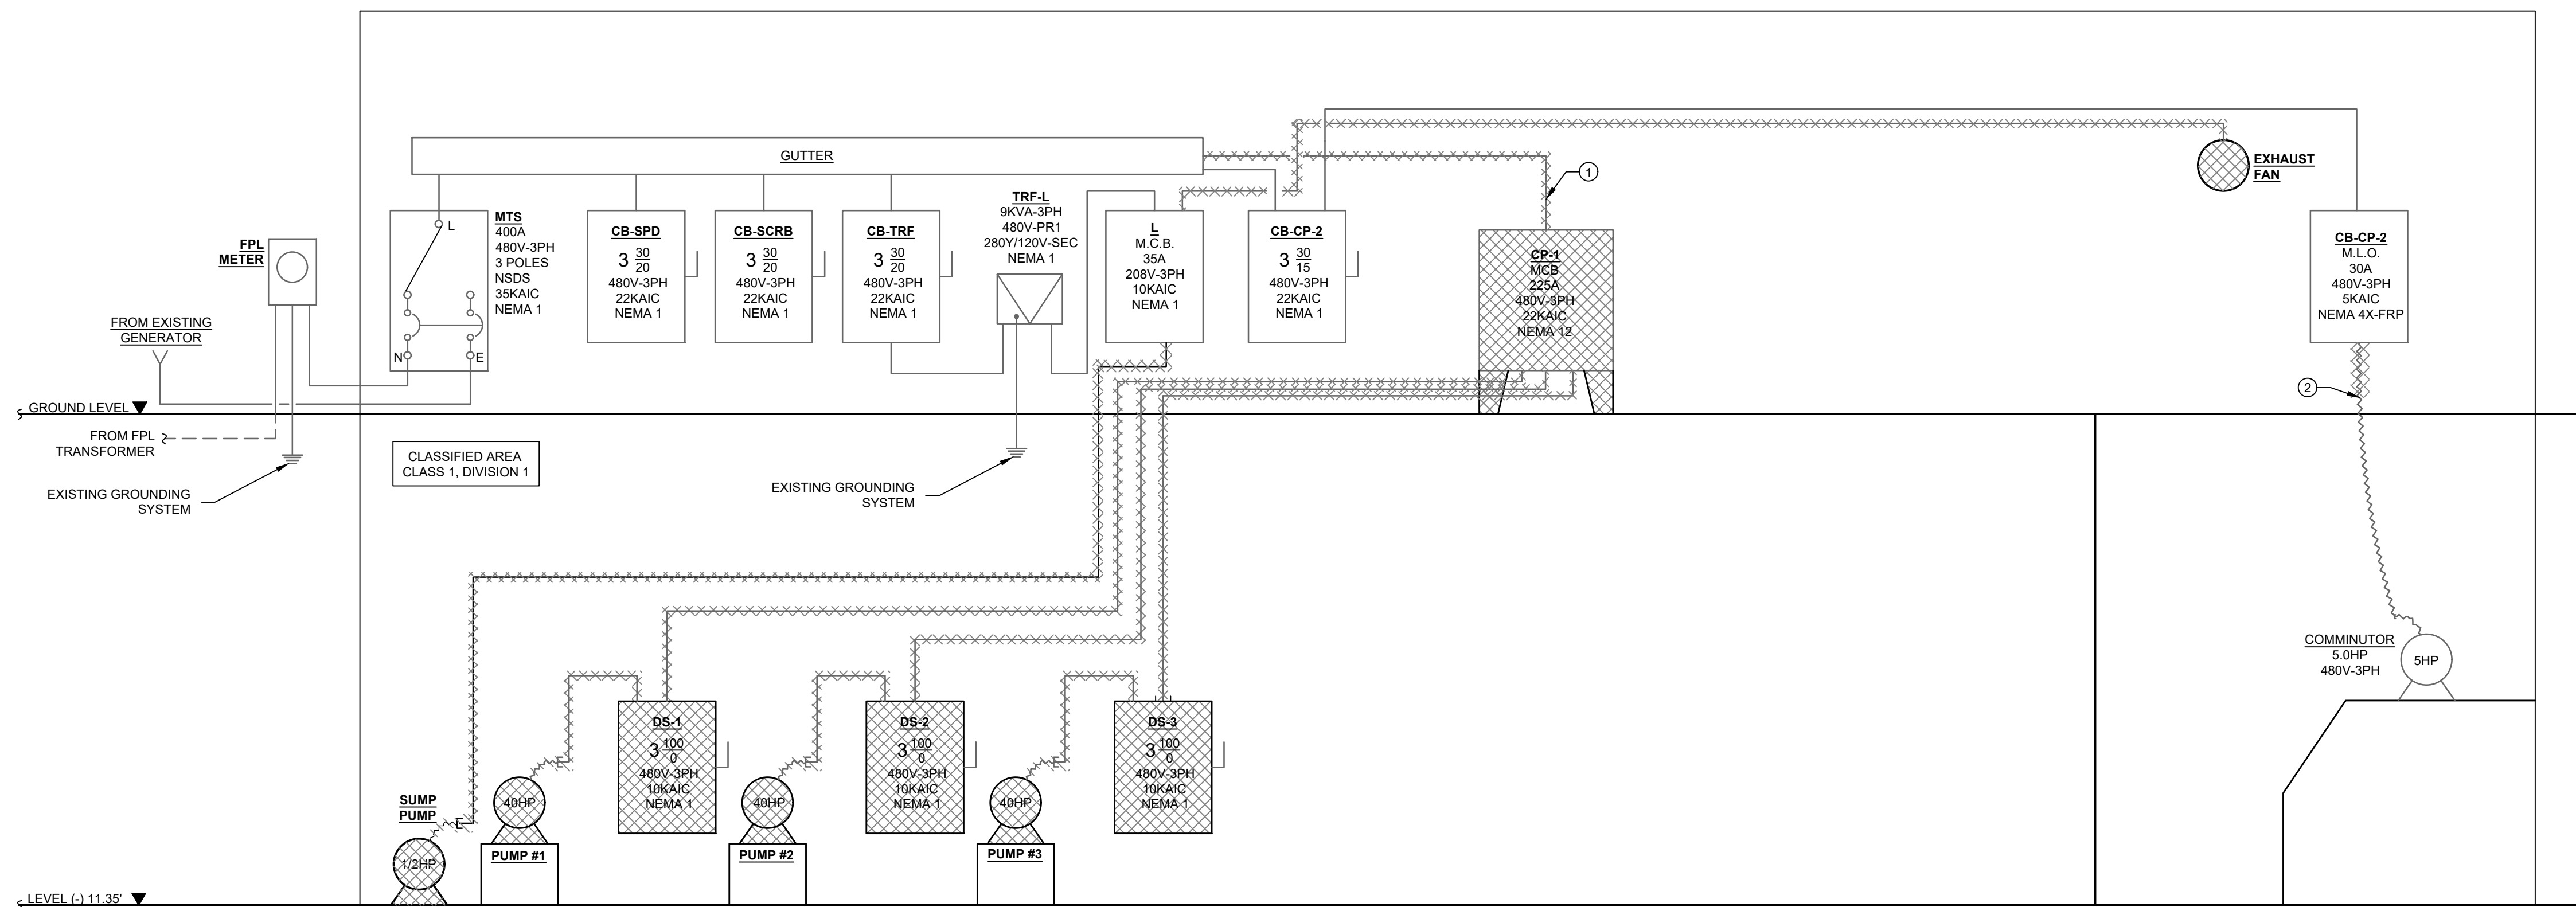 GUTTER
1
EXHAUST
FAN
FPL
METER
FROM EXISTING
GENERATOR
L
N
E
MTS
400A
480V-3PH
3 POLES
NSDS
35KAIC
NEMA 1
CB-SPD
3 30
20
480V-3PH
22KAIC
NEMA 1
CB-SCRB
3 30
20
480V-3PH
22KAIC
NEMA 1
CB-TRF
3 30
20
480V-3PH
22KAIC
NEMA 1
TRF-L
9KVA-3PH
480V-PR1
280Y/120V-SEC
NEMA 1
L
M.C.B.
35A
208V-3PH
10KAIC
NEMA 1
CB-CP-2
3 30
15
480V-3PH
22KAIC
NEMA 1
CP-1
MCB
225A
480V-3PH
22KAIC
NEMA 12
CB-CP-2
M.L.O.
30A
480V-3PH
5KAIC
NEMA 4X-FRP
2
GROUND LEVEL
FROM FPL
TRANSFORMER
EXISTING GROUNDING
SYSTEM
CLASSIFIED AREA
CLASS 1, DIVISION 1
EXISTING GROUNDING
SYSTEM
COMMINUTOR
5.0HP
480V-3PH
5HP
SUMP
PUMP
1/2HP
40HP
PUMP #1
DS-1
3 100
0
480V-3PH
10KAIC
NEMA 1
40HP
PUMP #2
DS-2
3 100
0
480V-3PH
10KAIC
NEMA 1
40HP
PUMP #3
DS-3
3 100
0
480V-3PH
10KAIC
NEMA 1
LEVEL (-) 11.35'